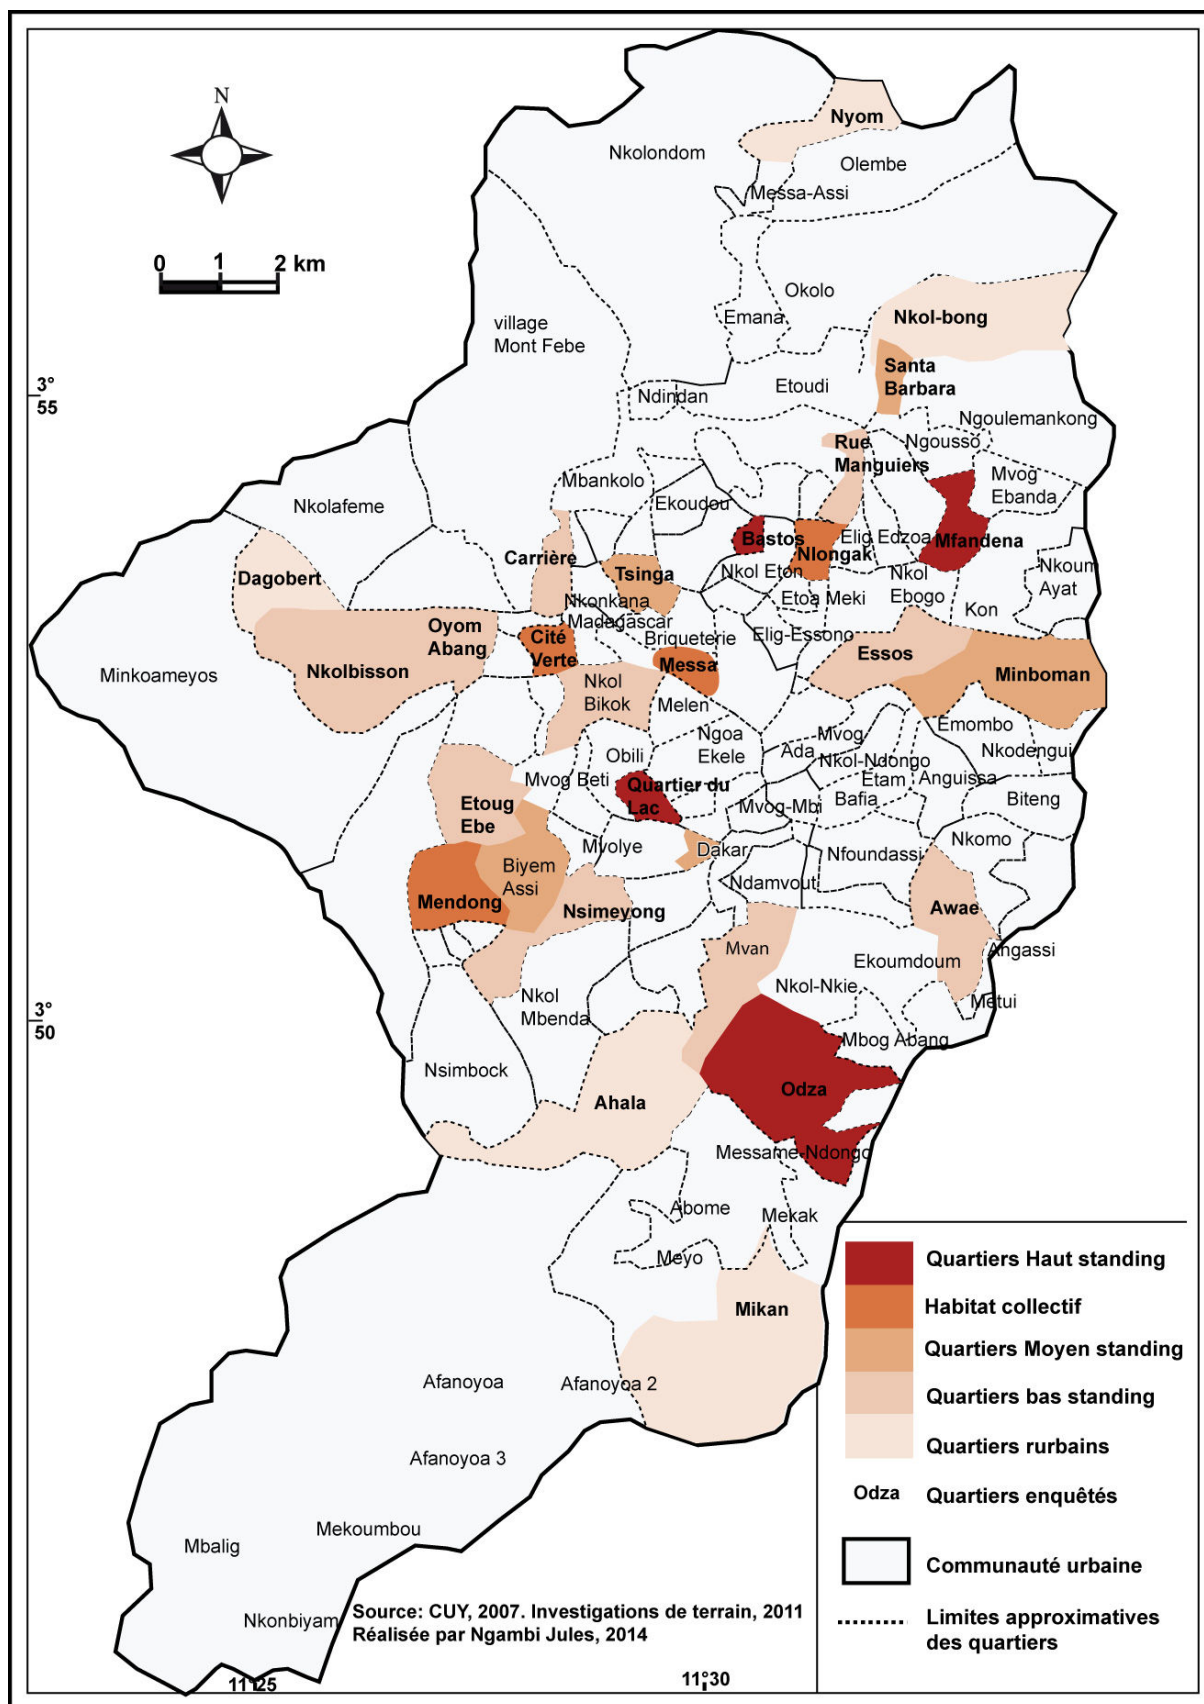 N
0 1 2 km
Nyom
Nkolondom
Olembe
Messa-Assi
Okolo
Emana
Nkol-bong
village
Mont Febe
Santa
Barbara
3°
55
Etoudi
Ndindan
Ngoulemankong
Rue
Manguiers
Ngousso
Mvog
Ebanda
Mbankolo
Ekoudou
Nkolafeme
Bastos
Nlongak
Elig Edzoa
Mfandena
Carrière
Tsinga
Nkol Eton
Nkol
Ebogo
Nkoum
Ayat
Dagobert
Nkonkana
Madagascar
Etoa Meki
Kon
Oyom
Abang
Cité
Verte
Briqueterie
Elig-Essono
Essos
Messa
Minboman
Minkoameyos
Nkolbisson
Nkol
Bikok
Melen
Emombo
Ngoa
Ekele
Mvog
Ada
Nkol-Ndongo
Nkodengui
Obili
Etam
Bafia
Anguissa
Mvog Beti
Quartier du
Lac
Biteng
Etoug
Ebe
Mvog-Mbi
Mvolye
Dakar
Nfoundassi
Nkomo
Biyem
Assi
Ndamvout
Mendong
Nsimeyong
Awae
Mvan
Angassi
Ekoumdoum
Nkol-Nkie
Metui
Nkol
Mbenda
3°
50
Mbog Abang
Nsimbock
Odza
Ahala
Messame-Ndongo
Abome
Mekak
Meyo
Mikan
Afanoyoa
Afanoyoa 2
Afanoyoa 3
Mekoumbou
Mbalig
Nkonbiyam
Quartiers Haut standing
Habitat collectif
Quartiers Moyen standing
Quartiers bas standing
Quartiers rurbains
Odza Quartiers enquêtés
Communauté urbaine
Limites approximatives
des quartiers
Source: CUY, 2007. Investigations de terrain, 2011
Réalisée par Ngambi Jules, 2014
11°25
11°30